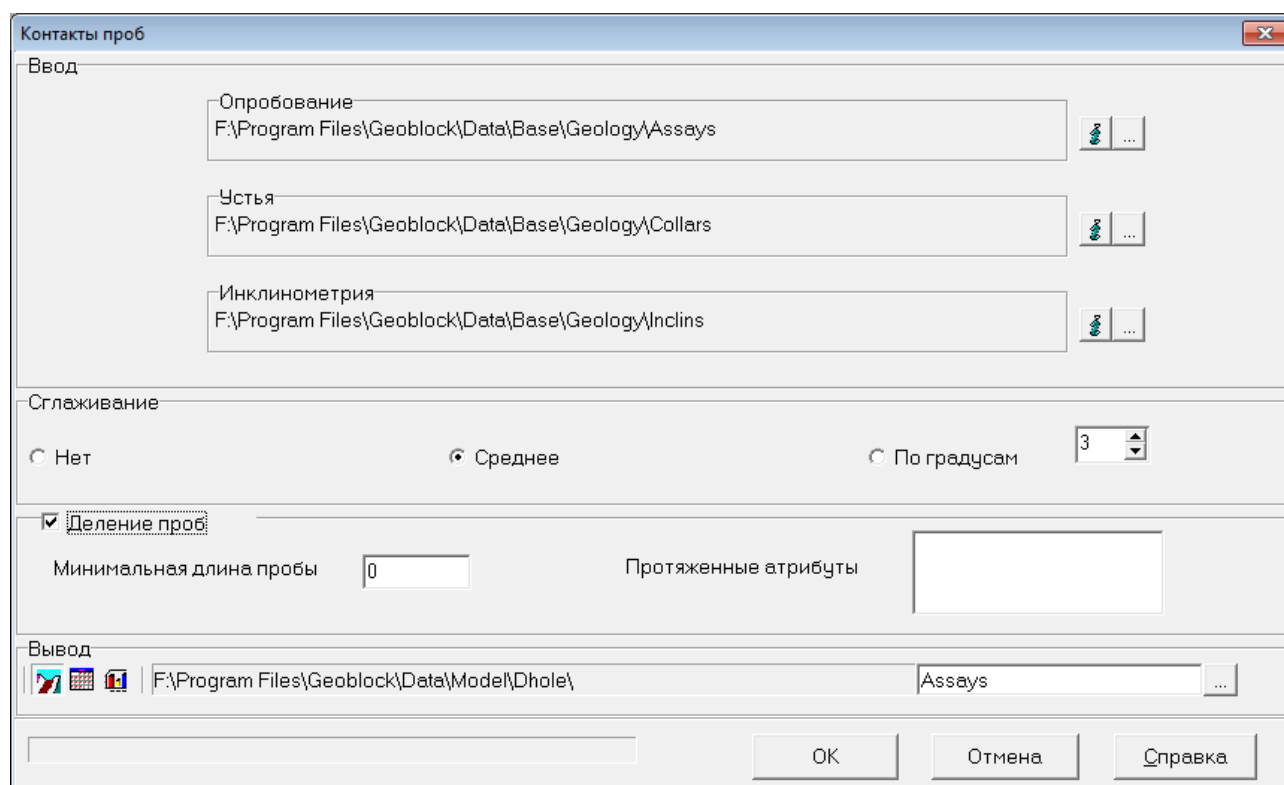 Контакты проб
Ввод
Опробование
F:\Program Files\Geoblock\Data\Base\Geology\Assays
...
Устья
F:\Program Files\Geoblock\Data\Base\Geology\Collars
...
Инклинометрия
F:\Program Files\Geoblock\Data\Base\Geology\Inclins
...
Сглаживание
Нет Среднее По градусам 3
Деление проб
Минимальная длина пробы 0 Протяженные атрибуты
Вывод
F:\Program Files\Geoblock\Data\Model\Dhole\ Assays ...
OK Отмена Справка